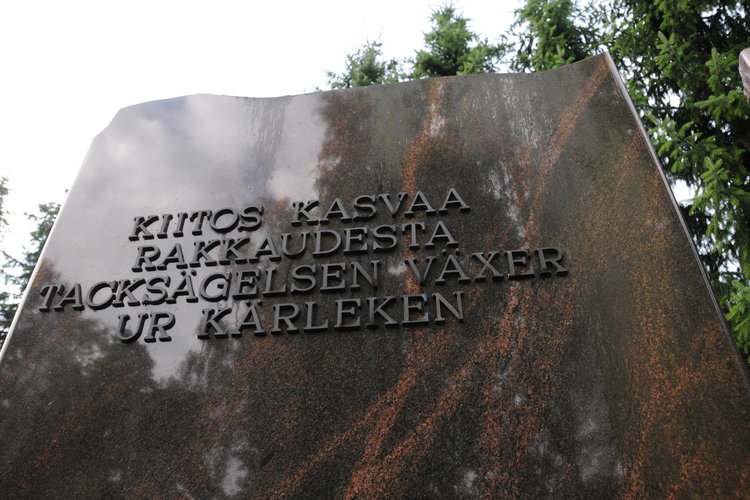 KIITOS KASVAA
RAKKAUDESTA
TACKSÄGELSEN VÄXER
UR KÄRLEKEN